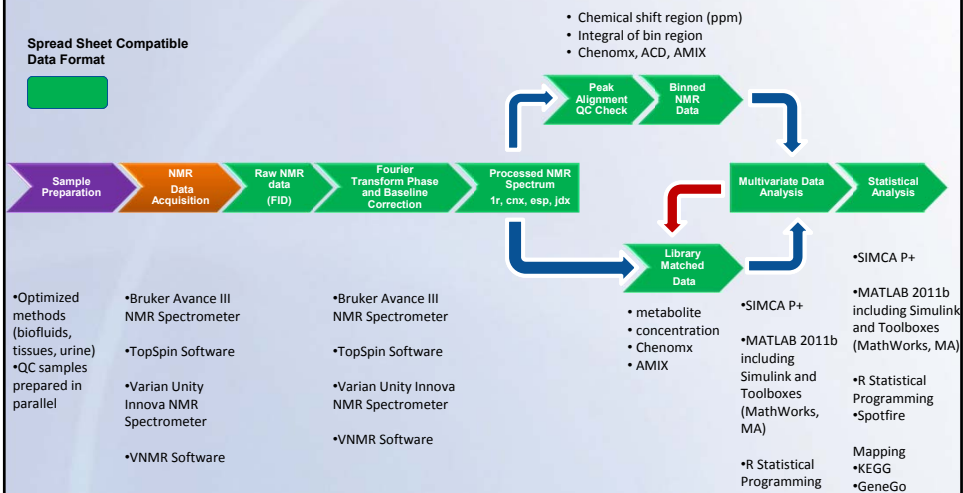 • Chemical shift region (ppm)
• Integral of bin region
• Chenomx, ACD, AMIX
Spread Sheet Compatible
Data Format
Peak
Alignment
QC Check
Binned
NMR
Data
Sample
Preparation
NMR
Data
Acquisition
Raw NMR
data
(FID)
Fourier
Transform Phase
and Baseline
Correction
Processed NMR
Spectrum
1r, cnx, esp, jdx
Multivariate Data
Analysis
Statistical
Analysis
Library
Matched
Data
•Optimized
methods
(biofluids,
tissues, urine)
•QC samples
prepared in
parallel
•Bruker Avance III
NMR Spectrometer
•TopSpin Software
•Varian Unity
Innova NMR
Spectrometer
•VNMR Software
•Bruker Avance III
NMR Spectrometer
•TopSpin Software
•Varian Unity Innova
NMR Spectrometer
•VNMR Software
• metabolite
• concentration
• Chenomx
• AMIX
•SIMCA P+
•MATLAB 2011b
including
Simulink and
Toolboxes
(MathWorks,
MA)
•R Statistical
Programming
•SIMCA P+
•MATLAB 2011b
including Simulink
and Toolboxes
(MathWorks, MA)
•R Statistical
Programming
•Spotfire
Mapping
•KEGG
•GeneGo